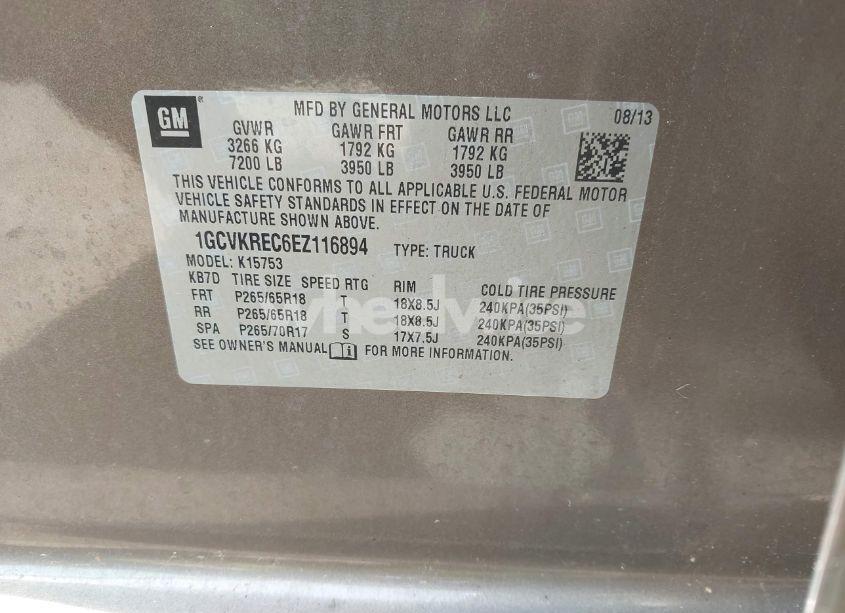 GM
MFD BY GENERAL MOTORS LLC 08/13
GVWR GAWR FRT GAWR RR
3266 KG 1792 KG 1792 KG
7200 LB 3950 LB 3950 LB
THIS VEHICLE CONFORMS TO ALL APPLICABLE U.S. FEDERAL MOTOR
VEHICLE SAFETY STANDARDS IN EFFECT ON THE DATE OF
MANUFACTURE SHOWN ABOVE.
1GCVKREC6EZ116894 TYPE: TRUCK
MODEL: K15753
KB7D TIRE SIZE SPEED RTG RIM COLD TIRE PRESSURE
FRT P265/65R18 T 18X8.5J 240KPA(35PSI)
RR P265/65R18 T 18X8.5J 240KPA(35PSI)
SPA P265/70R17 S 17X7.5J 240KPA(35PSI)
SEE OWNER'S MANUAL FOR MORE INFORMATION.